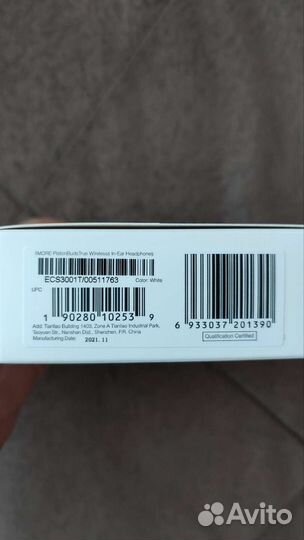 1MORE PistonBuds True Wireless In-Ear Headphones
ECS3001T/00511763 Color: White
UPC
1 90280 10253 9
6 933037 201390
Add: Tianliao Building 1403, Zone A Tianliao Industrial Park,
Taoyuan Str., Nanshan Dist., Shenzhen, P.R. China
Manufacturing Date: 2021.11
Qualification Certified
Avito